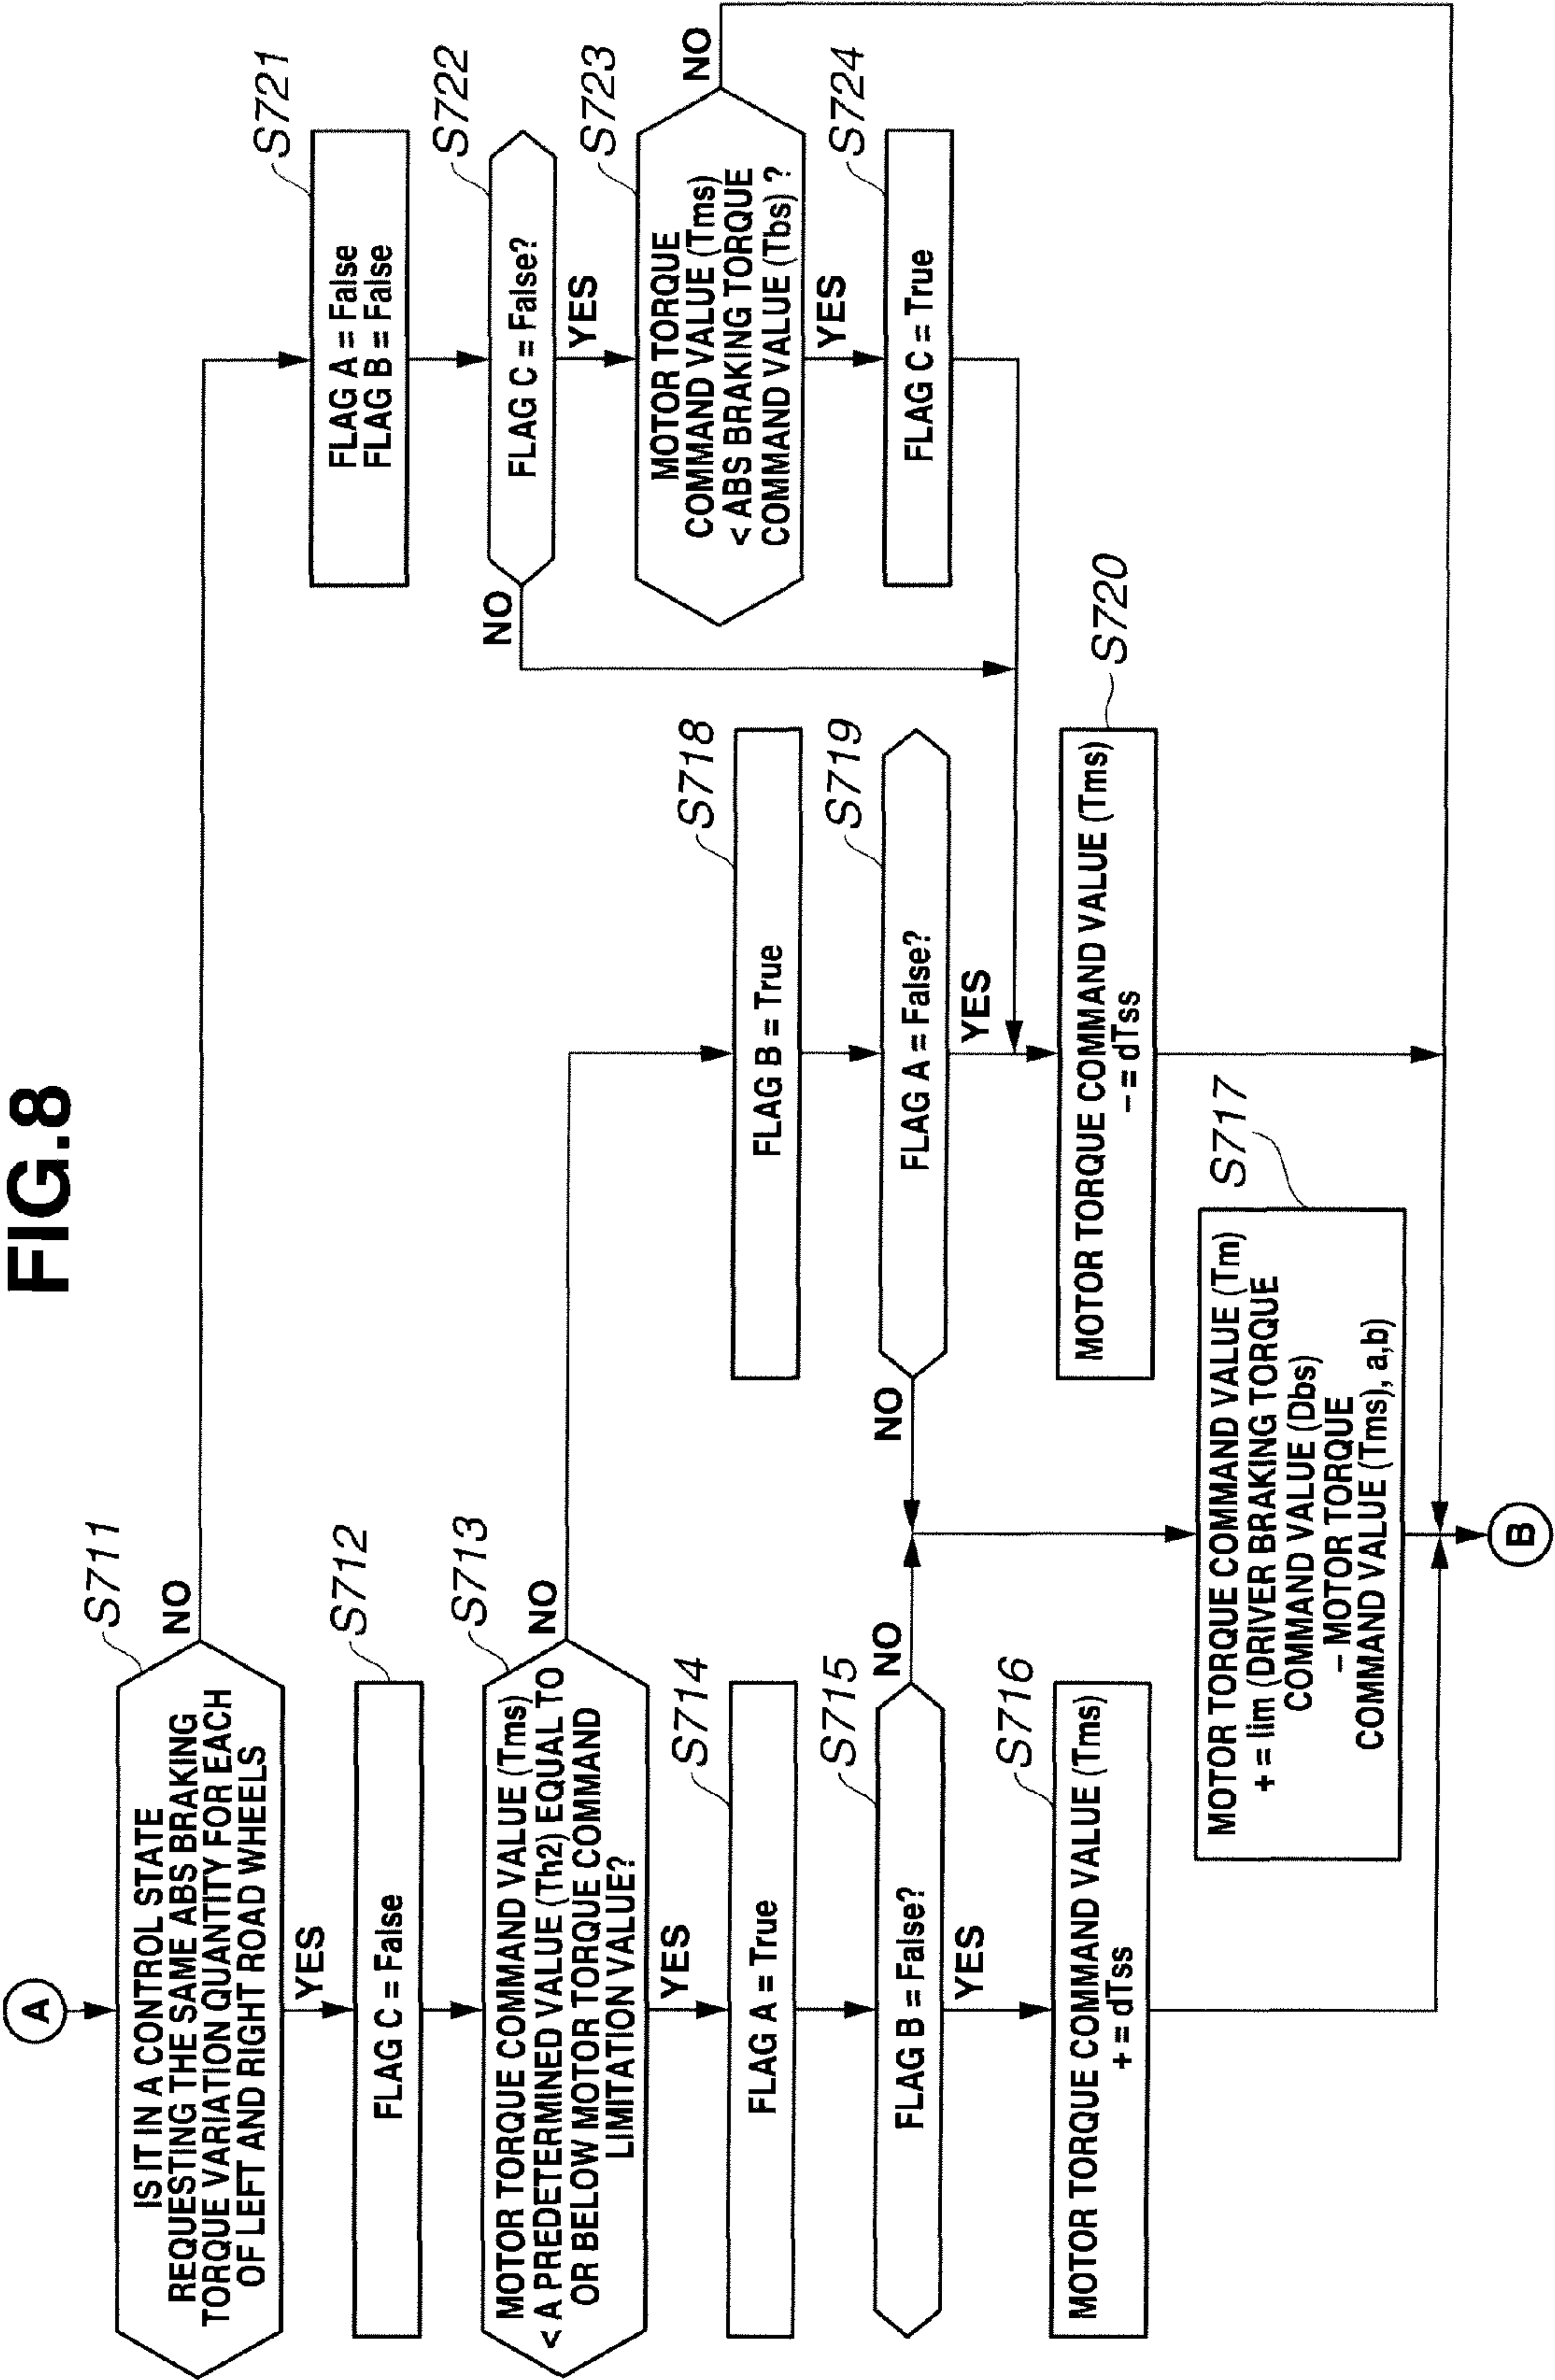 FIG.8
A
S711
IS IT IN A CONTROL STATE
REQUESTING THE SAME ABS BRAKING
TORQUE VARIATION QUANTITY FOR EACH
OF LEFT AND RIGHT ROAD WHEELS
NO
YES
S712
FLAG C = False
S713
MOTOR TORQUE COMMAND VALUE (Tms)
< A PREDETERMINED VALUE (Th2) EQUAL TO
OR BELOW MOTOR TORQUE COMMAND
LIMITATION VALUE?
NO
YES
S714
FLAG A = True
S715
FLAG B = False?
NO
YES
S716
MOTOR TORQUE COMMAND VALUE (Tms)
+ = dTss
S717
MOTOR TORQUE COMMAND VALUE (Tm)
+ = lim (DRIVER BRAKING TORQUE
COMMAND VALUE (Dbs)
– MOTOR TORQUE
COMMAND VALUE (Tms), a,b)
S718
FLAG B = True
S719
FLAG A = False?
NO
YES
S720
MOTOR TORQUE COMMAND VALUE (Tms)
– = dTss
S721
FLAG A = False
FLAG B = False
S722
FLAG C = False?
NO
YES
S723
MOTOR TORQUE
COMMAND VALUE (Tms)
< ABS BRAKING TORQUE
COMMAND VALUE (Tbs) ?
NO
YES
S724
FLAG C = True
B